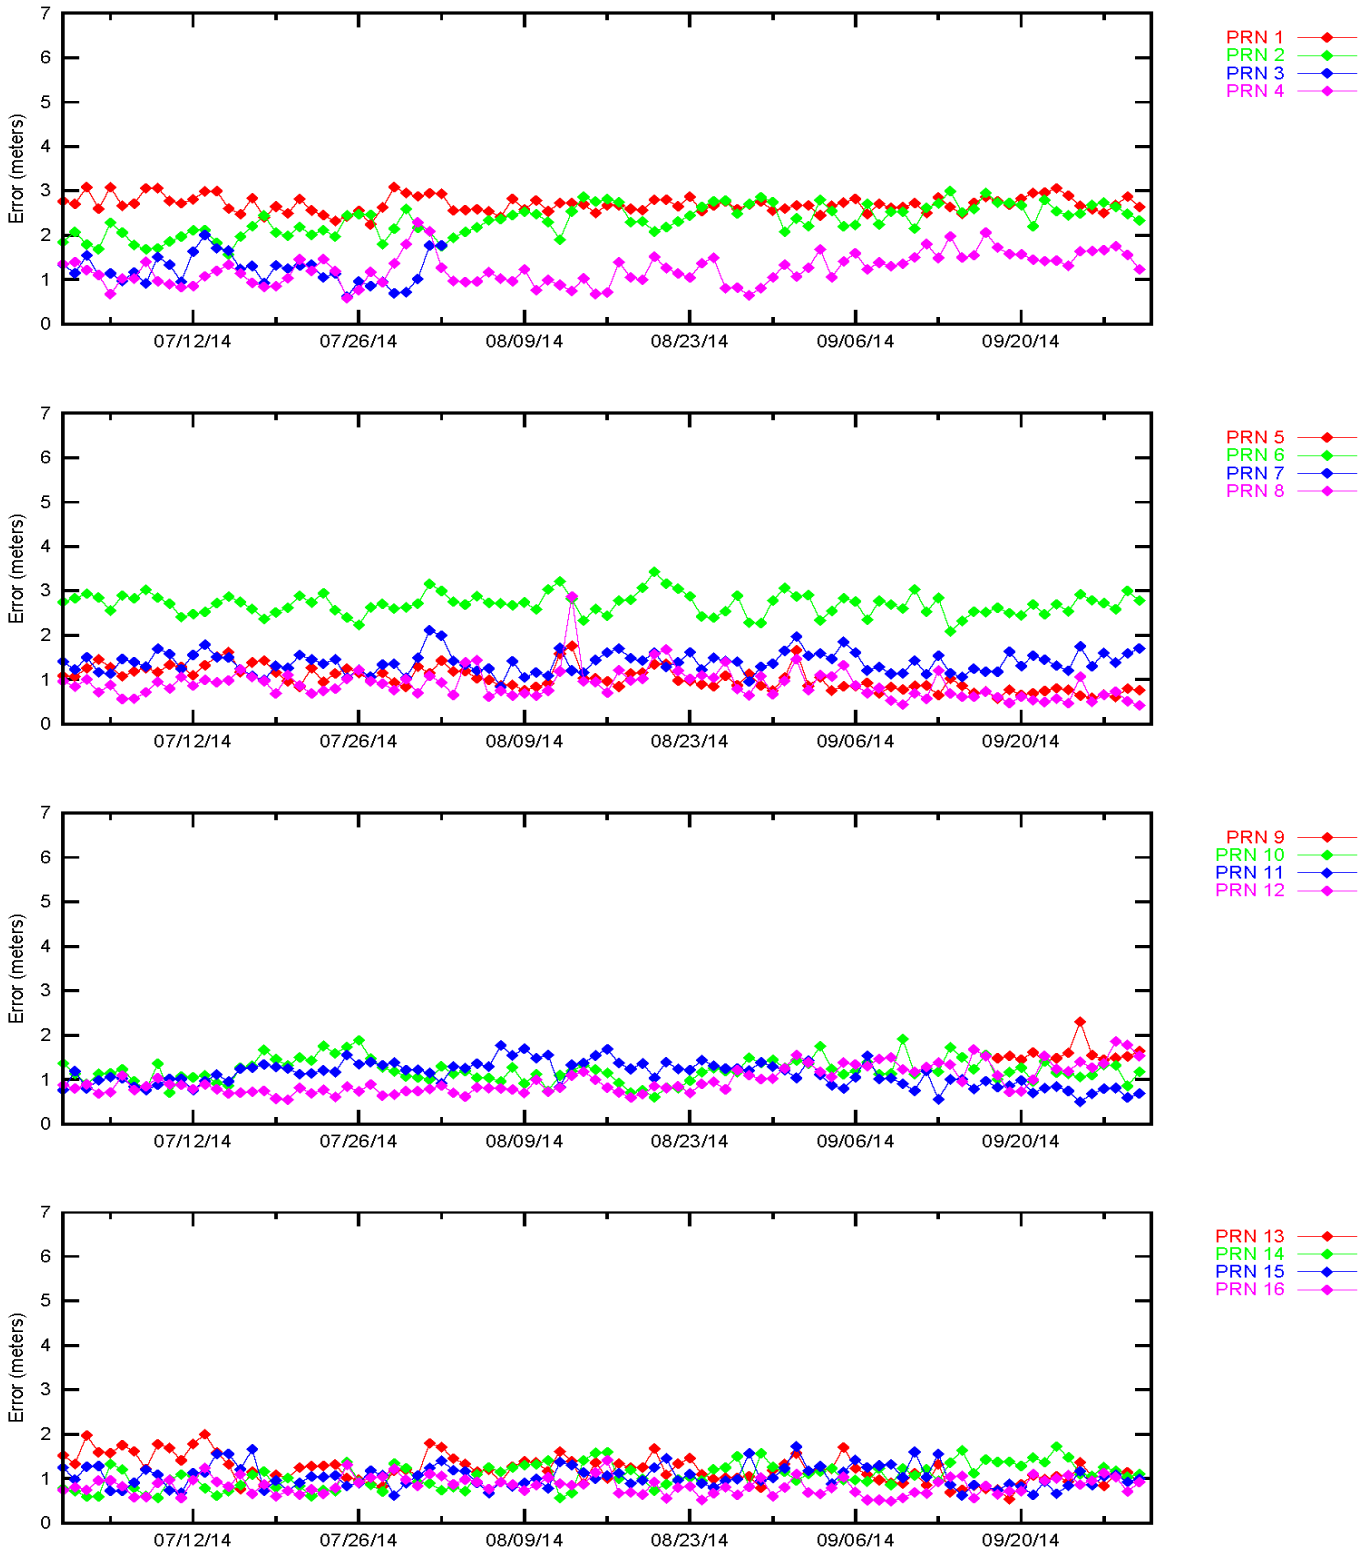 7
6
5
4
3
2
1
0
Error (meters)
07/12/14 07/26/14 08/09/14 08/23/14 09/06/14 09/20/14
PRN 1
PRN 2
PRN 3
PRN 4
7
6
5
4
3
2
1
0
Error (meters)
07/12/14 07/26/14 08/09/14 08/23/14 09/06/14 09/20/14
PRN 5
PRN 6
PRN 7
PRN 8
7
6
5
4
3
2
1
0
Error (meters)
07/12/14 07/26/14 08/09/14 08/23/14 09/06/14 09/20/14
PRN 9
PRN 10
PRN 11
PRN 12
7
6
5
4
3
2
1
0
Error (meters)
07/12/14 07/26/14 08/09/14 08/23/14 09/06/14 09/20/14
PRN 13
PRN 14
PRN 15
PRN 16